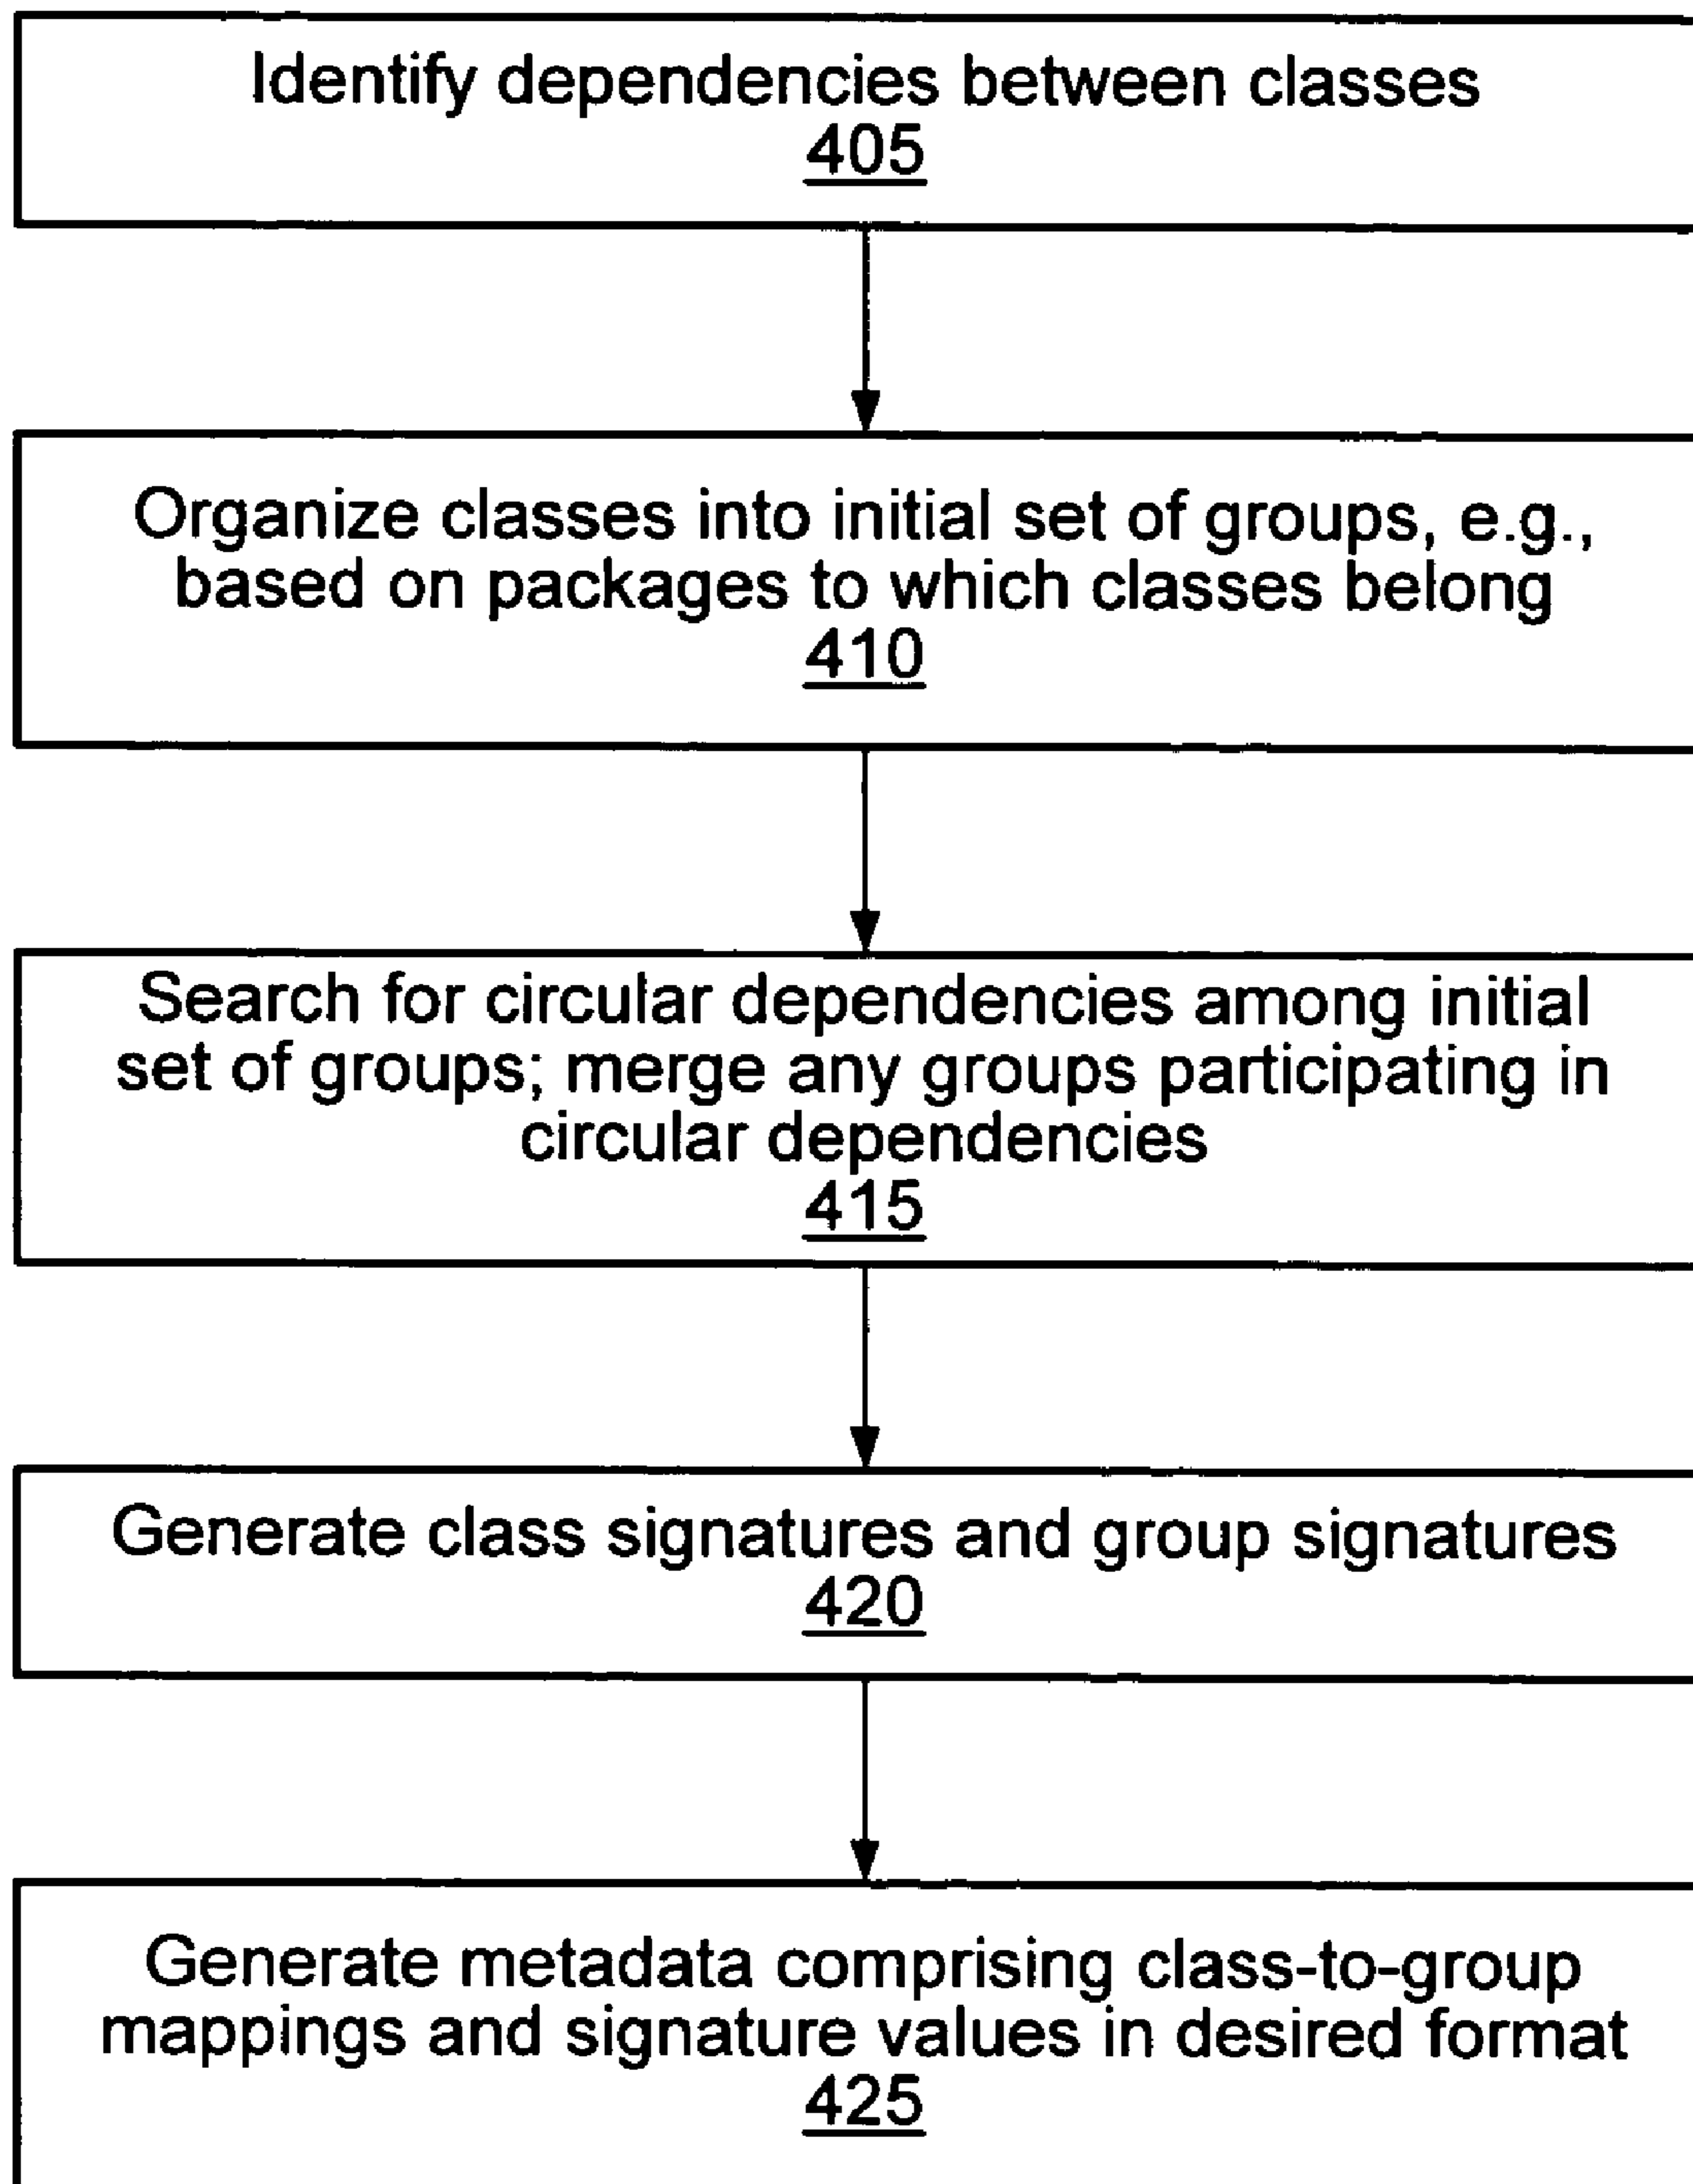 Identify dependencies between classes
405
Organize classes into initial set of groups, e.g.,
based on packages to which classes belong
410
Search for circular dependencies among initial
set of groups; merge any groups participating in
circular dependencies
415
Generate class signatures and group signatures
420
Generate metadata comprising class-to-group
mappings and signature values in desired format
425